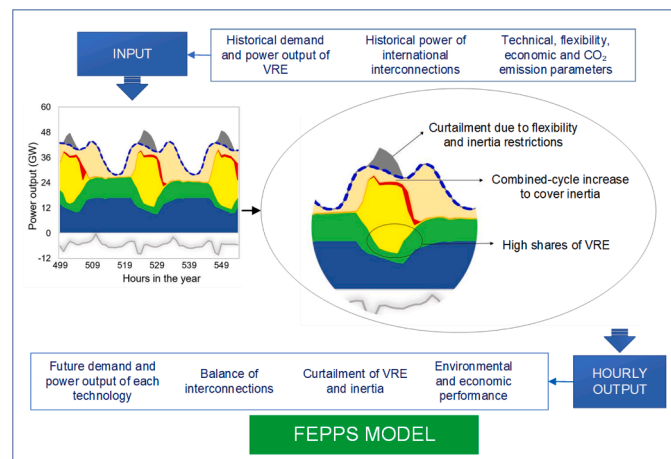 INPUT
Historical demand
and power output of
VRE
Historical power of
international
interconnections
Technical, flexibility,
economic and CO₂
emission parameters
60
48
36
24
12
0
-12
Power output (GW)
499 509 519 529 539 549
Hours in the year
Curtailment due to flexibility
and inertia restrictions
Combined-cycle increase
to cover inertia
High shares of VRE
Future demand and
power output of each
technology
Balance of
interconnections
Curtailment of VRE
and inertia
Environmental
and economic
performance
HOURLY
OUTPUT
FEPPS MODEL